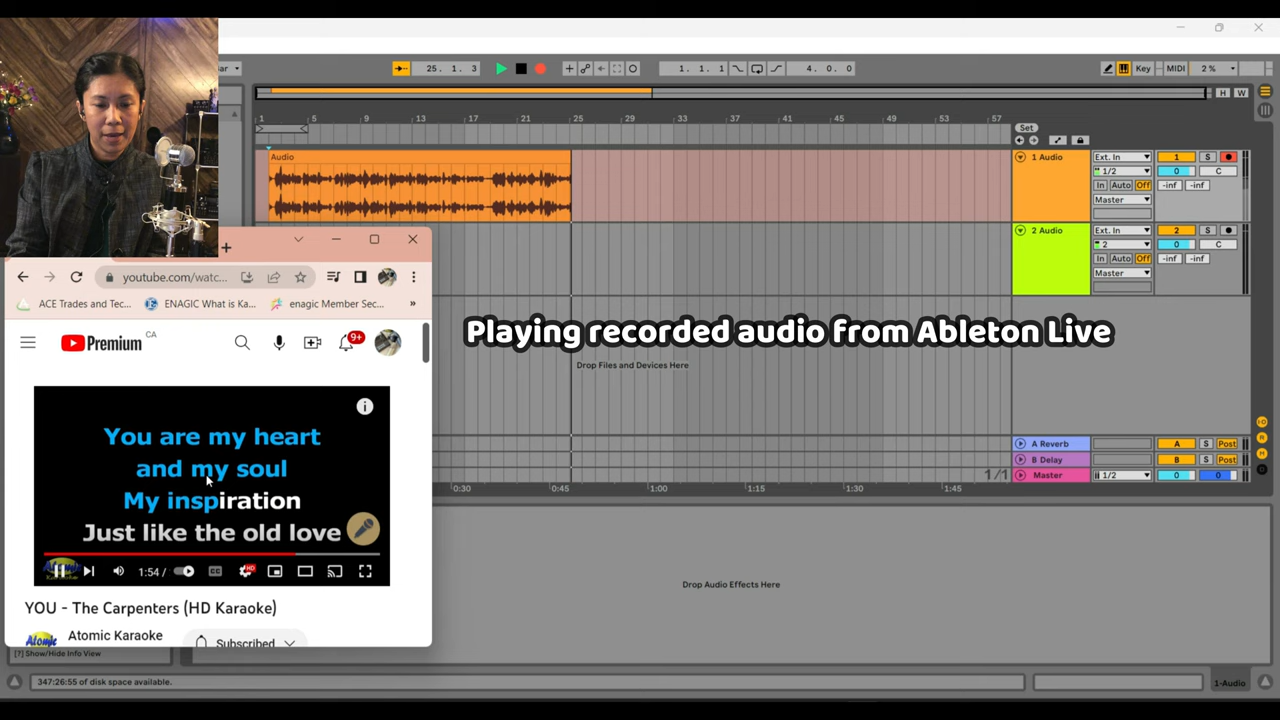 ar
25. 1. 3
1. 1. 1
4. 0. 0
Key
MIDI
2 %
H W
1 5 9 13 17 21 25 29 33 37 41 45 49 53 57
Set
Audio
1 Audio
Ext. In
1
S
1/2
0
C
In Auto Off
-inf -inf
Master
2 Audio
Ext. In
2
S
2
0
C
In Auto Off
-inf -inf
Master
youtube.com/watc...
ACE Trades and Tec...
ENAGIC What is Ka...
enagic Member Sec...
»
Premium CA
9+
Playing recorded audio from Ableton Live
Drop Files and Devices Here
You are my heart
and my soul
My inspiration
Just like the old love
1:54 /
CC
HD
YOU - The Carpenters (HD Karaoke)
Atomic Karaoke
Subscribed
A Reverb
A
S
Post
B Delay
B
S
Post
1/1
Master
1/2
0
0
0:30 0:45 1:00 1:15 1:30 1:45
Drop Audio Effects Here
[?] Show/Hide Info View
347:26:55 of disk space available.
1-Audio